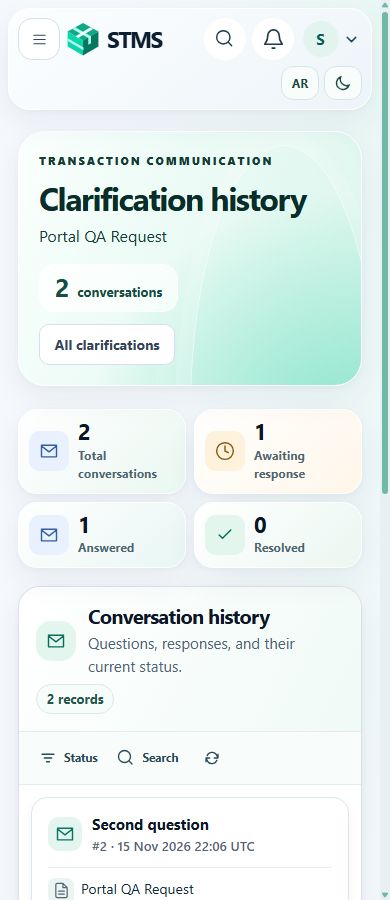 STMS
S
AR
TRANSACTION COMMUNICATION
Clarification history
Portal QA Request
2 conversations
All clarifications
2
Total
conversations
1
Awaiting
response
1
Answered
0
Resolved
Conversation history
Questions, responses, and their
current status.
2 records
Status
Search
Second question
#2 · 15 Nov 2026 22:06 UTC
Portal QA Request